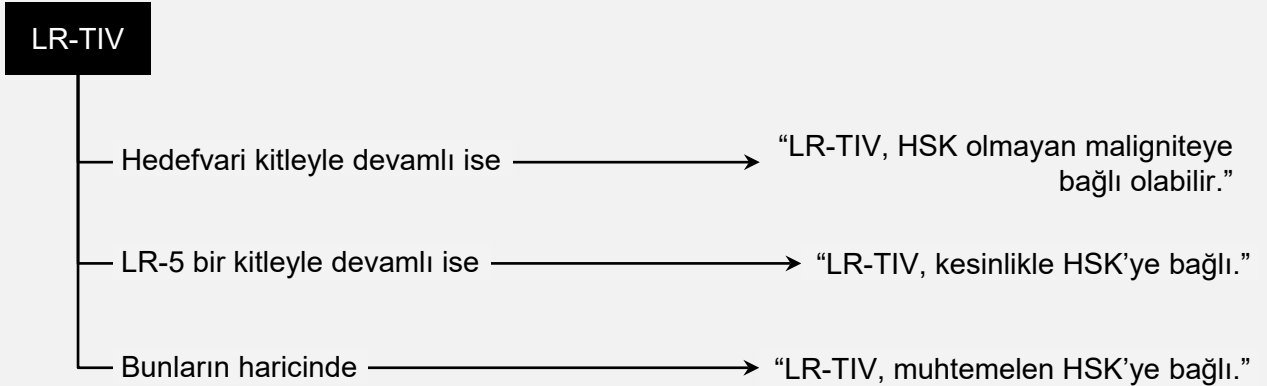 LR-TIV
Hedefvari kitleyle devamlı ise
“LR-TIV, HSK olmayan maligniteye
bağlı olabilir.”
LR-5 bir kitleyle devamlı ise
“LR-TIV, kesinlikle HSK’ye bağlı.”
Bunların haricinde
“LR-TIV, muhtemelen HSK’ye bağlı.”